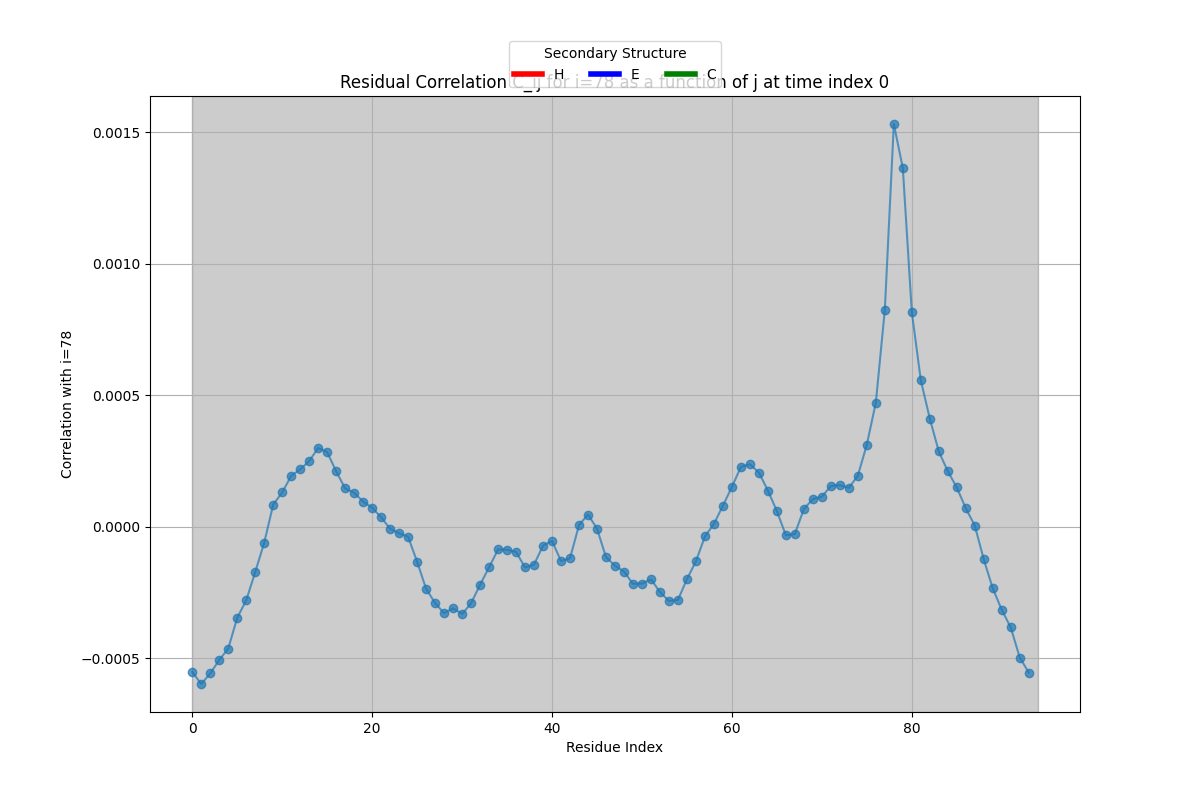 Secondary Structure
H E C
Residual Correlation C_ij for i=78 as a function of j at time index 0
0.0015
0.0010
0.0005
0.0000
−0.0005
Correlation with i=78
0 20 40 60 80
Residue Index